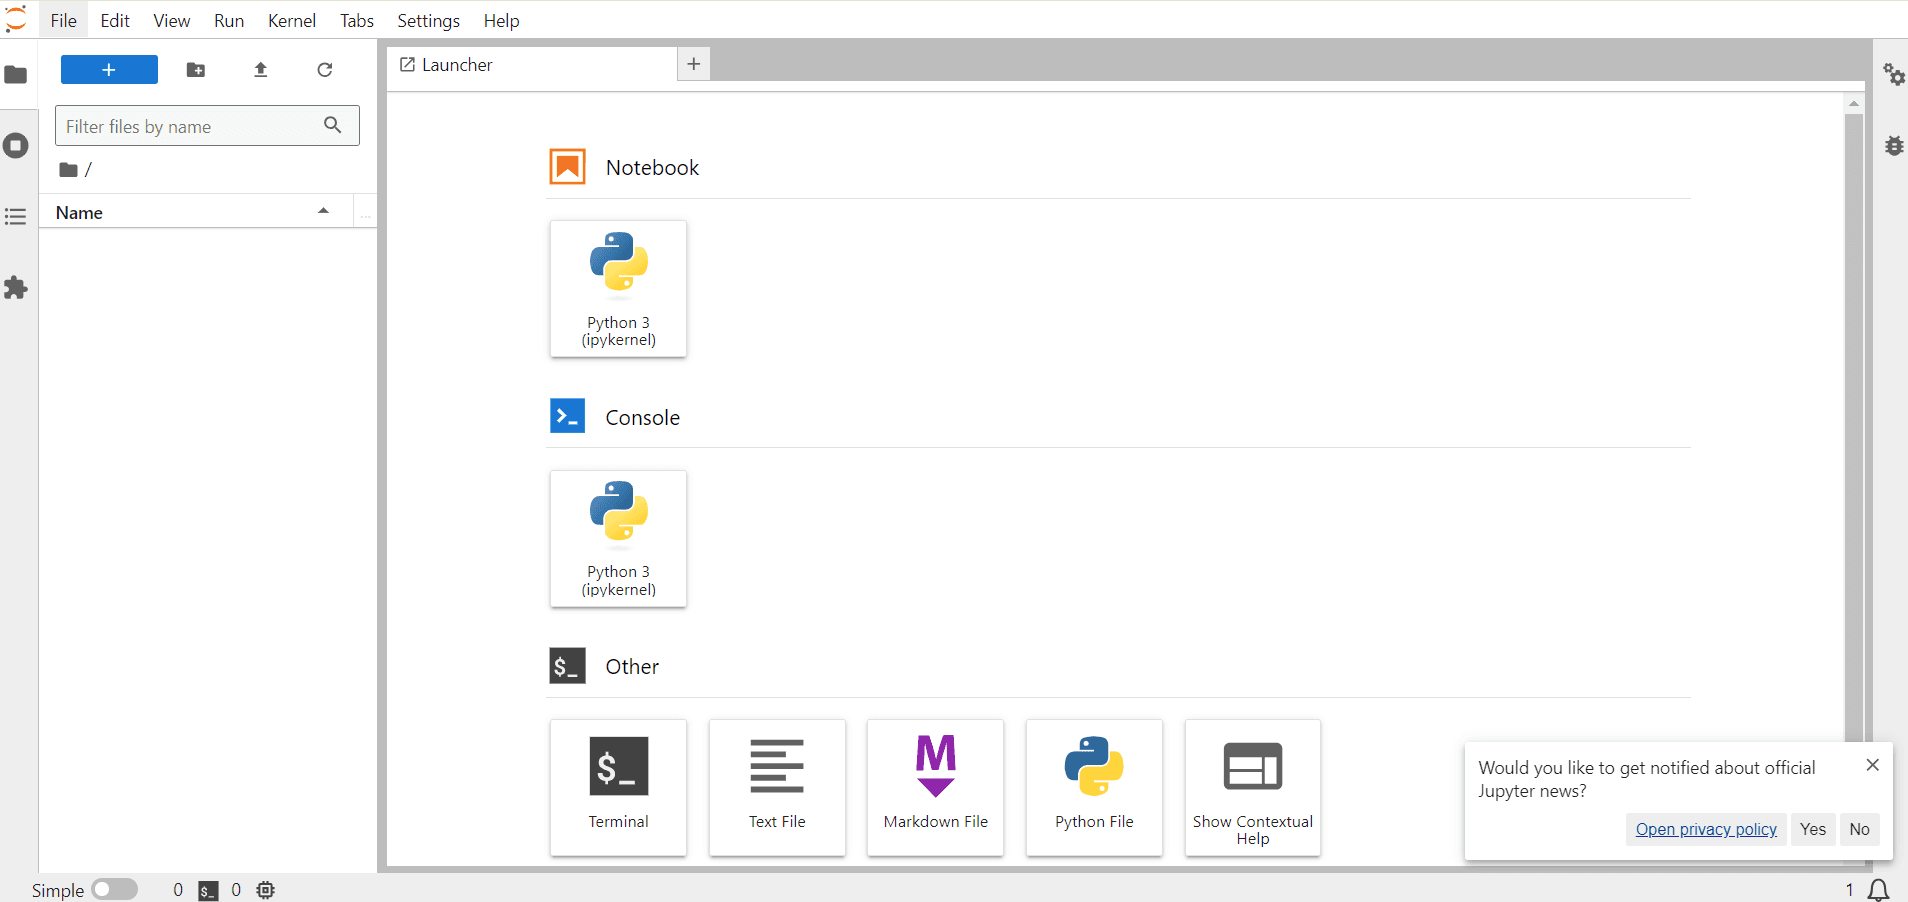 File Edit View Run Kernel Tabs Settings Help
+
Filter files by name
/
Name
...
Launcher
+
Notebook
Python 3
(ipykernel)
Console
Python 3
(ipykernel)
$_ Other
$_
Terminal
Text File
M
Markdown File
Python File
Show Contextual
Help
Would you like to get notified about official
Jupyter news?
Open privacy policy Yes No
Simple 0 $_ 0 1